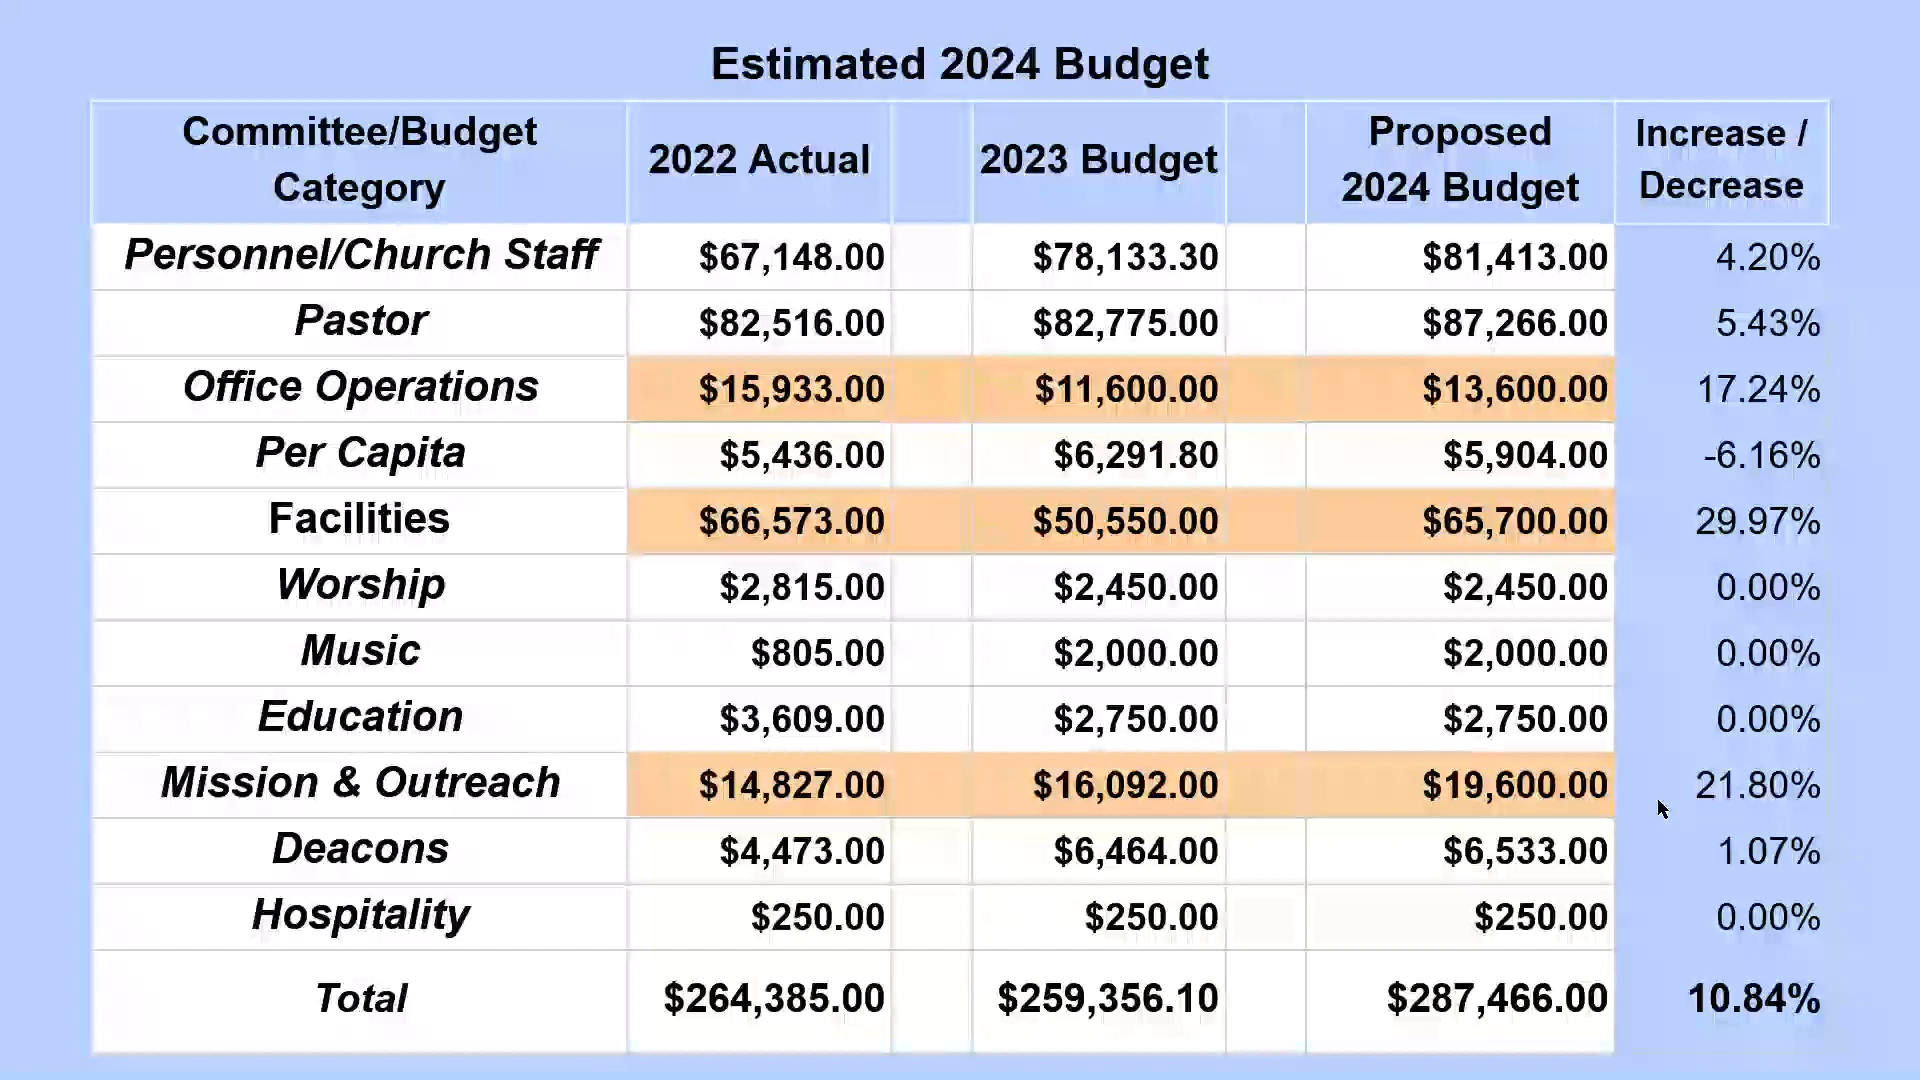 Estimated 2024 Budget
Committee/Budget Category 2022 Actual 2023 Budget Proposed 2024 Budget Increase / Decrease
Personnel/Church Staff $67,148.00 $78,133.30 $81,413.00 4.20%
Pastor $82,516.00 $82,775.00 $87,266.00 5.43%
Office Operations $15,933.00 $11,600.00 $13,600.00 17.24%
Per Capita $5,436.00 $6,291.80 $5,904.00 -6.16%
Facilities $66,573.00 $50,550.00 $65,700.00 29.97%
Worship $2,815.00 $2,450.00 $2,450.00 0.00%
Music $805.00 $2,000.00 $2,000.00 0.00%
Education $3,609.00 $2,750.00 $2,750.00 0.00%
Mission & Outreach $14,827.00 $16,092.00 $19,600.00 21.80%
Deacons $4,473.00 $6,464.00 $6,533.00 1.07%
Hospitality $250.00 $250.00 $250.00 0.00%
Total $264,385.00 $259,356.10 $287,466.00 10.84%